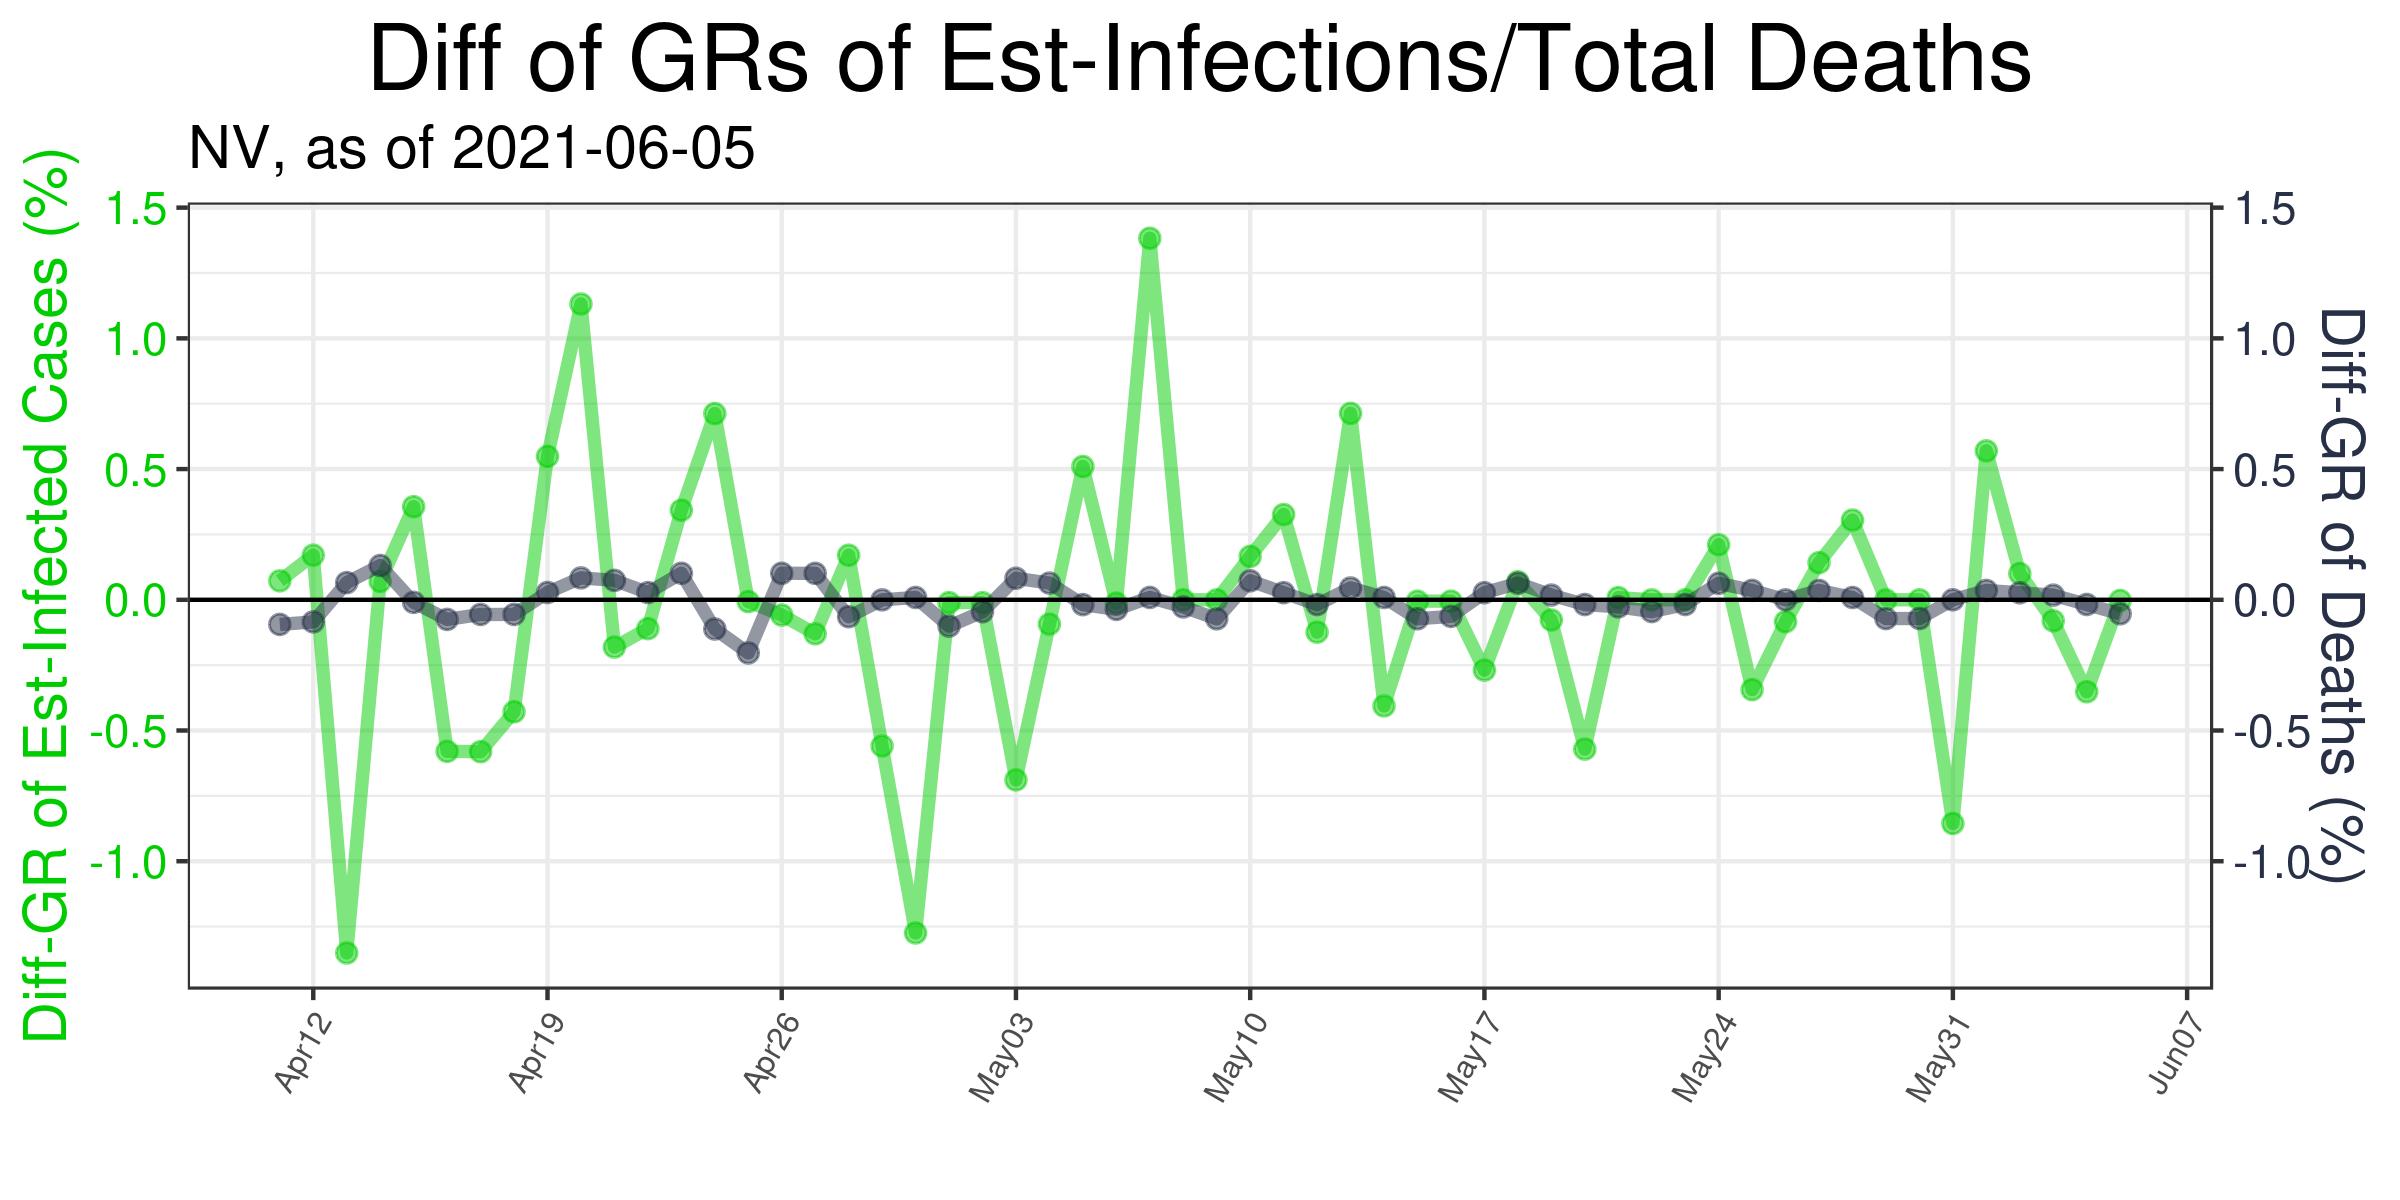 Diff of GRs of Est-Infections/Total Deaths
NV, as of 2021-06-05
Diff-GR of Est-Infected Cases (%)
1.5
1.0
0.5
0.0
-0.5
-1.0
1.5
1.0
0.5
0.0
-0.5
-1.0
Diff-GR of Deaths (%)
Apr12
Apr19
Apr26
May03
May10
May17
May24
May31
Jun07